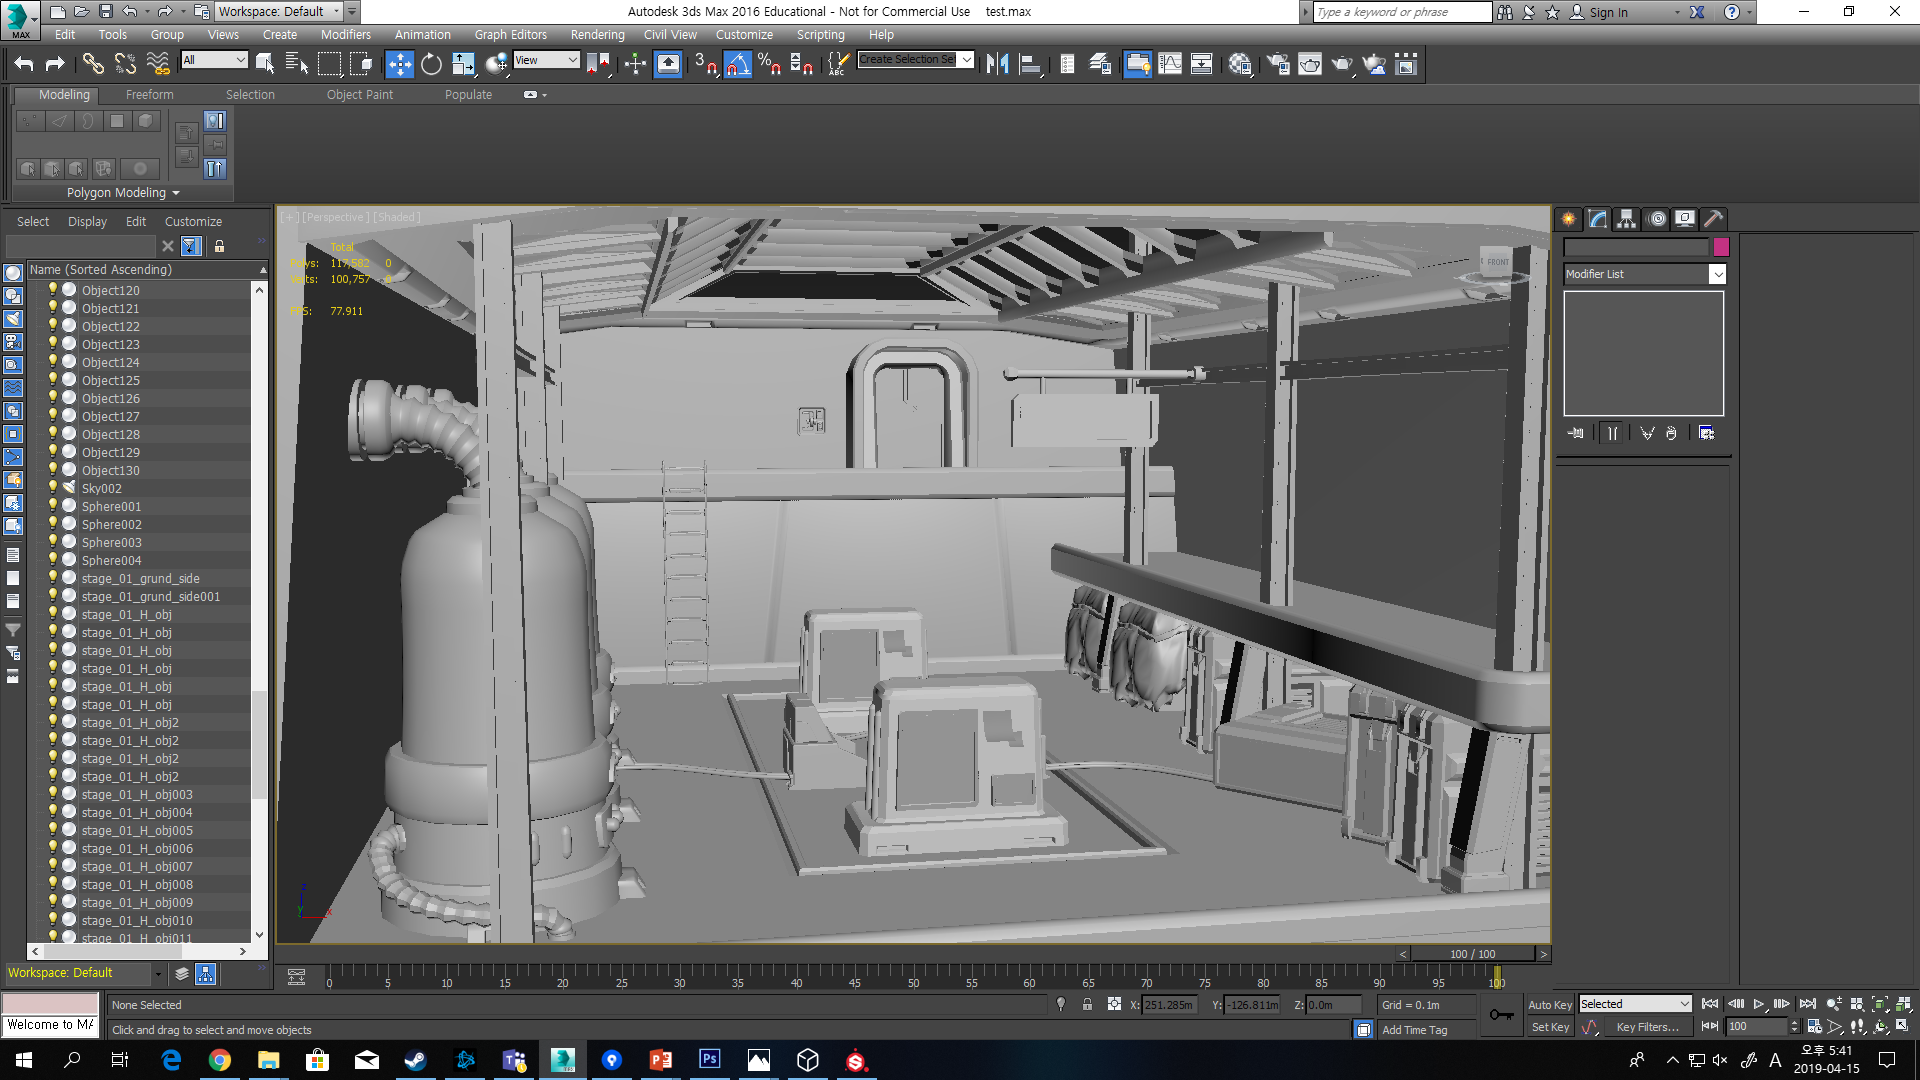 Workspace: Default
Autodesk 3ds Max 2016 Educational - Not for Commercial Use    test.max
Type a keyword or phrase
Sign In
MAX
Edit Tools Group Views Create Modifiers Animation Graph Editors Rendering Civil View Customize Scripting Help
All
View
3
%
ABC
Create Selection Se
Modeling Freeform Selection Object Paint Populate
Polygon Modeling
Select Display Edit Customize
Name (Sorted Ascending)
Object120
Object121
Object122
Object123
Object124
Object125
Object126
Object127
Object128
Object129
Object130
Sky002
Sphere001
Sphere002
Sphere003
Sphere004
stage_01_grund_side
stage_01_grund_side001
stage_01_H_obj
stage_01_H_obj
stage_01_H_obj
stage_01_H_obj
stage_01_H_obj
stage_01_H_obj
stage_01_H_obj2
stage_01_H_obj2
stage_01_H_obj2
stage_01_H_obj2
stage_01_H_obj003
stage_01_H_obj004
stage_01_H_obj005
stage_01_H_obj006
stage_01_H_obj007
stage_01_H_obj008
stage_01_H_obj009
stage_01_H_obj010
stage_01_H_obj011
[+] [Perspective] [Shaded]
Total
Polys: 117,582 0
Verts: 100,757 0
FPS: 77.911
FRONT
z
y
x
Modifier List
Workspace: Default
100 / 100
0 5 10 15 20 25 30 35 40 45 50 55 60 65 70 75 80 85 90 95 100
None Selected
X: 251.285m Y: -126.811m Z: 0.0m
Grid = 0.1m
Auto Key
Selected
Welcome to MA
Click and drag to select and move objects
Add Time Tag
Set Key
Key Filters...
100
A
오후 5:41
2019-04-15